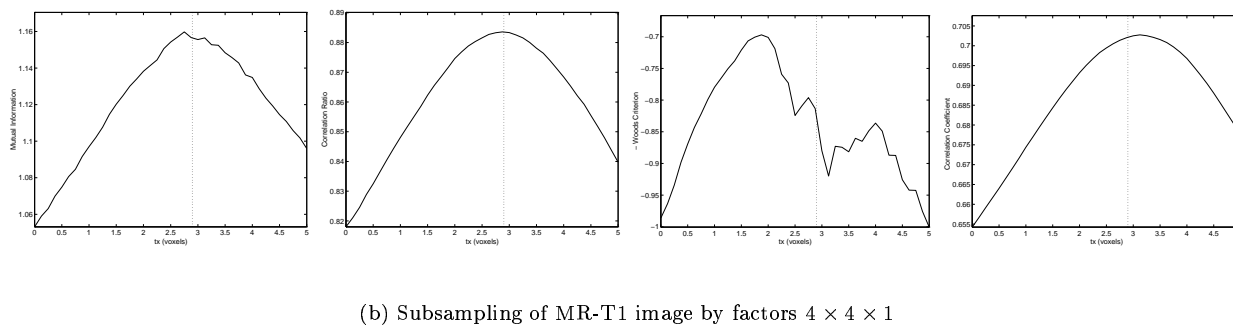 1.16
1.14
1.12
1.1
1.08
1.06
Mutual Information
0 0.5 1 1.5 2 2.5 3 3.5 4 4.5 5
tx (voxels)
0.89
0.88
0.87
0.86
0.85
0.84
0.83
0.82
Correlation Ratio
0 0.5 1 1.5 2 2.5 3 3.5 4 4.5 5
tx (voxels)
−0.7
−0.75
−0.8
−0.85
−0.9
−0.95
−1
− Woods Criterion
0 0.5 1 1.5 2 2.5 3 3.5 4 4.5 5
tx (voxels)
0.705
0.7
0.695
0.69
0.685
0.68
0.675
0.67
0.665
0.66
0.655
Correlation Coefficient
0 0.5 1 1.5 2 2.5 3 3.5 4 4.5
tx (voxels)
(b) Subsampling of MR-T1 image by factors 4 × 4 × 1